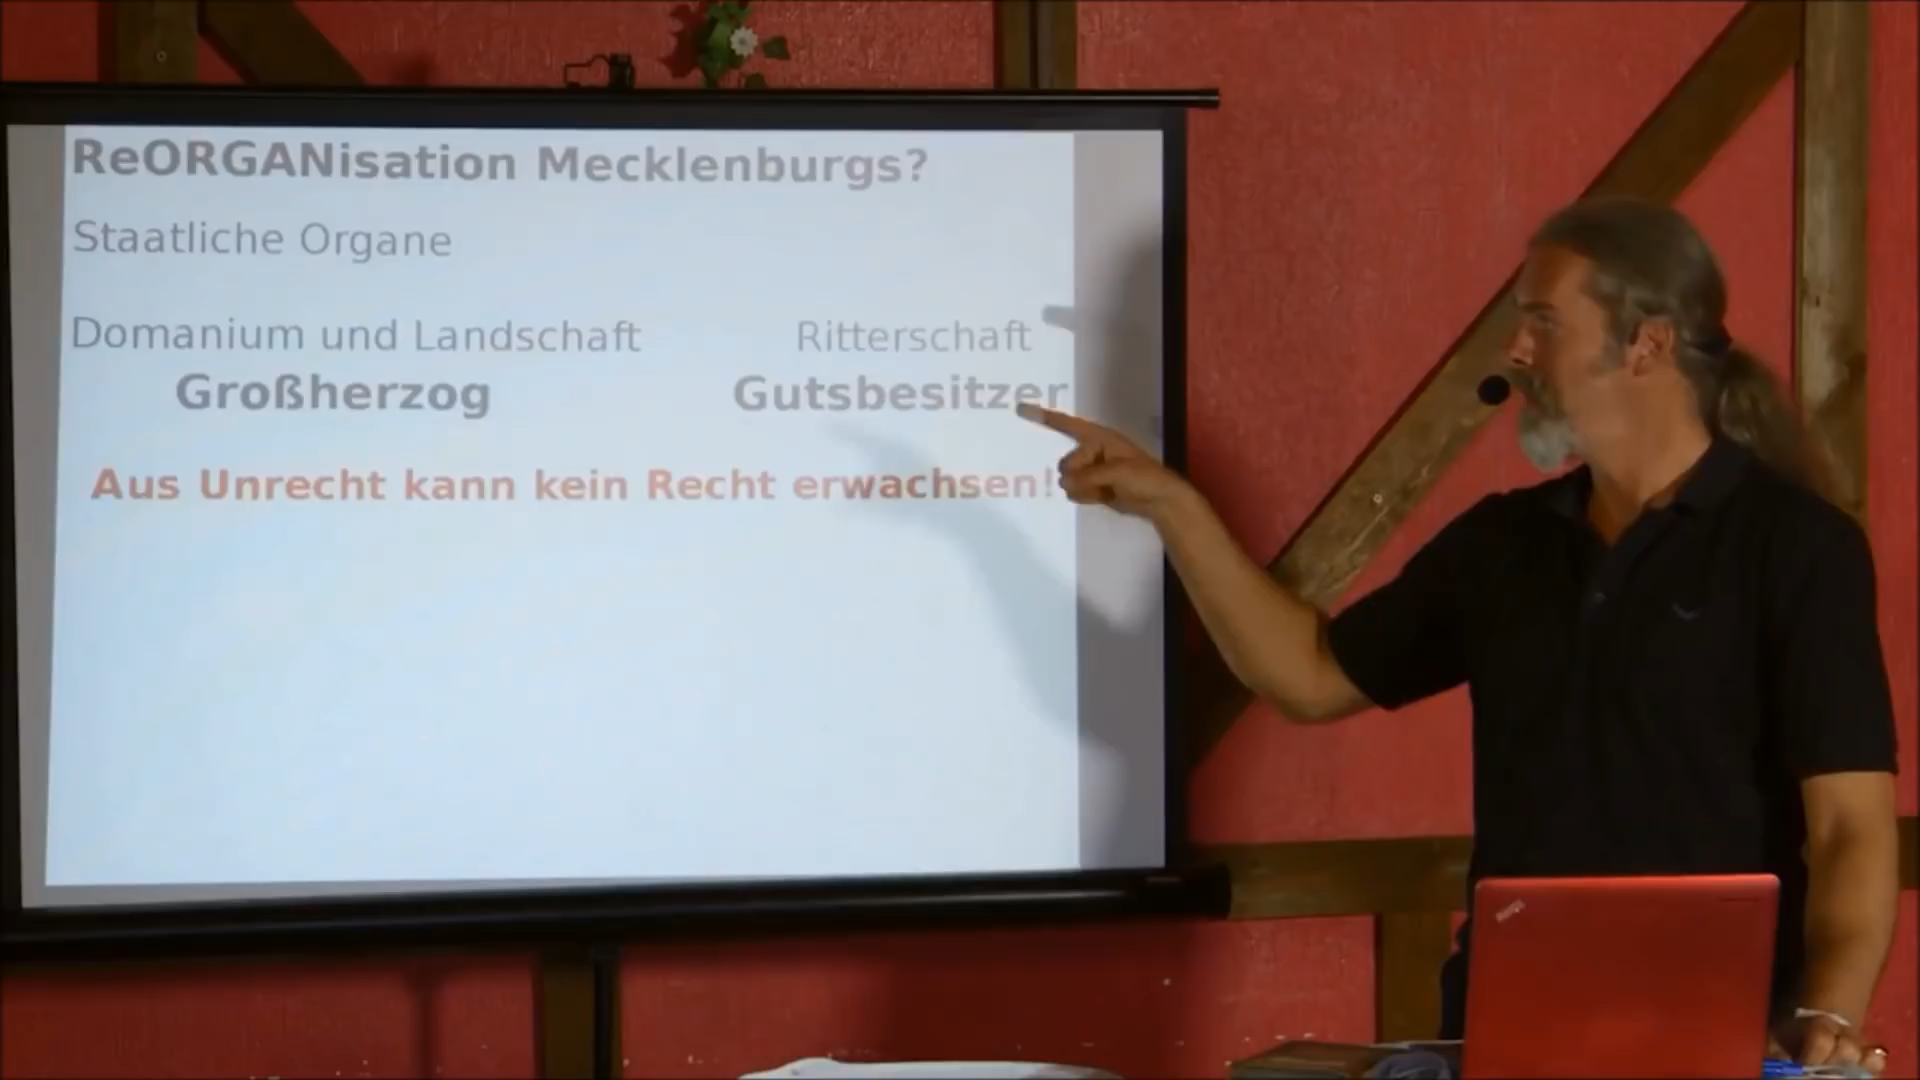 ReORGANisation Mecklenburgs?
Staatliche Organe
Domanium und Landschaft Ritterschaft
Großherzog Gutsbesitzer
Aus Unrecht kann kein Recht erwachsen!